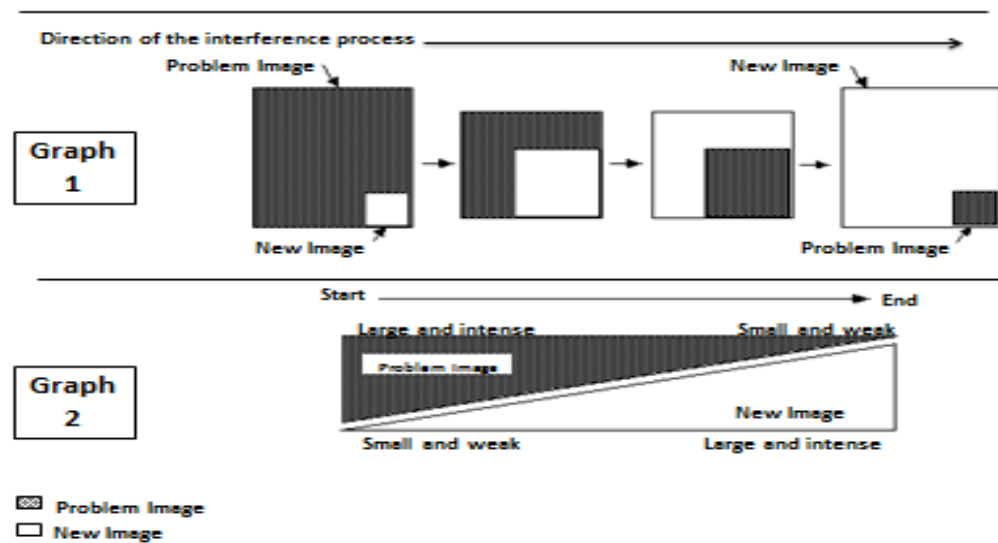 Direction of the interference process
Problem Image
New Image
Graph
1
New Image
Problem Image
Start
End
Large and intense
Small and weak
Problem Image
Graph
2
New Image
Small and weak
Large and intense
Problem Image
New Image